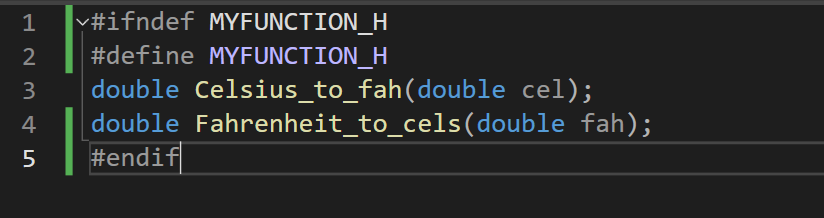 1 #ifndef MYFUNCTION_H
2 #define MYFUNCTION_H
3 double Celsius_to_fah(double cel);
4 double Fahrenheit_to_cels(double fah);
5 #endif